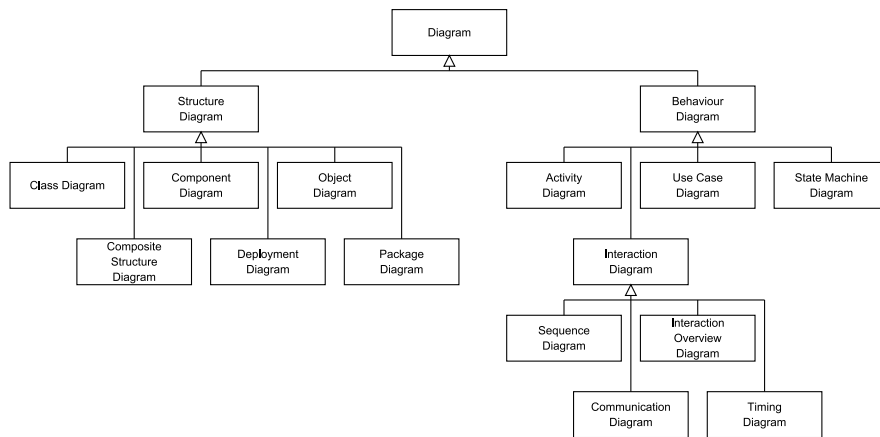 Diagram
Structure
Diagram
Behaviour
Diagram
Class Diagram
Component
Diagram
Object
Diagram
Activity
Diagram
Use Case
Diagram
State Machine
Diagram
Composite
Structure
Diagram
Deployment
Diagram
Package
Diagram
Interaction
Diagram
Sequence
Diagram
Interaction
Overview
Diagram
Communication
Diagram
Timing
Diagram